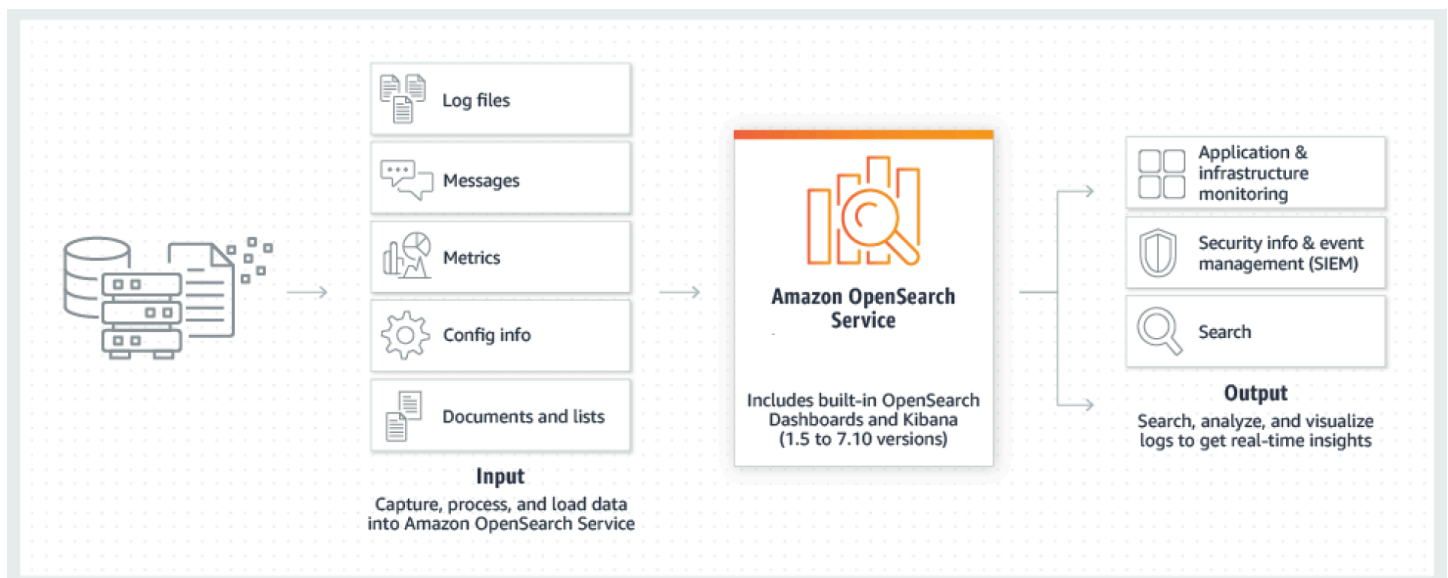 Log files
Messages
Metrics
Config info
Documents and lists
Input
Capture, process, and load data
into Amazon OpenSearch Service
Amazon OpenSearch
Service
Includes built-in OpenSearch
Dashboards and Kibana
(1.5 to 7.10 versions)
Application &
infrastructure
monitoring
Security info & event
management (SIEM)
Search
Output
Search, analyze, and visualize
logs to get real-time insights